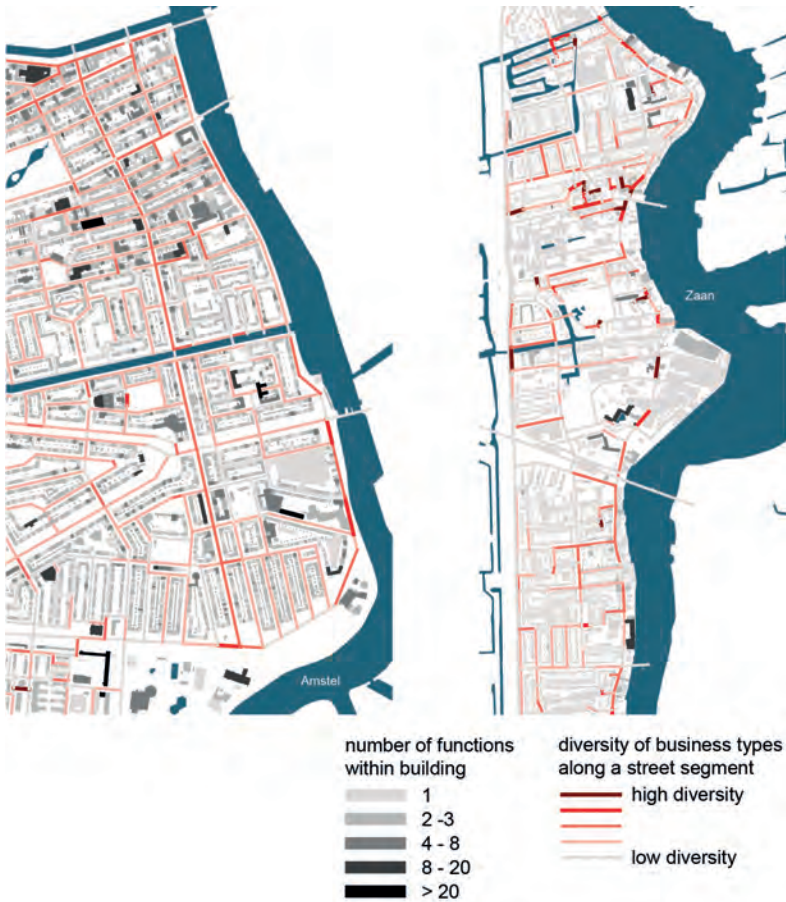 Zaan
Amstel
number of functions
within building
1
2 -3
4 - 8
8 - 20
> 20
diversity of business types
along a street segment
high diversity
low diversity